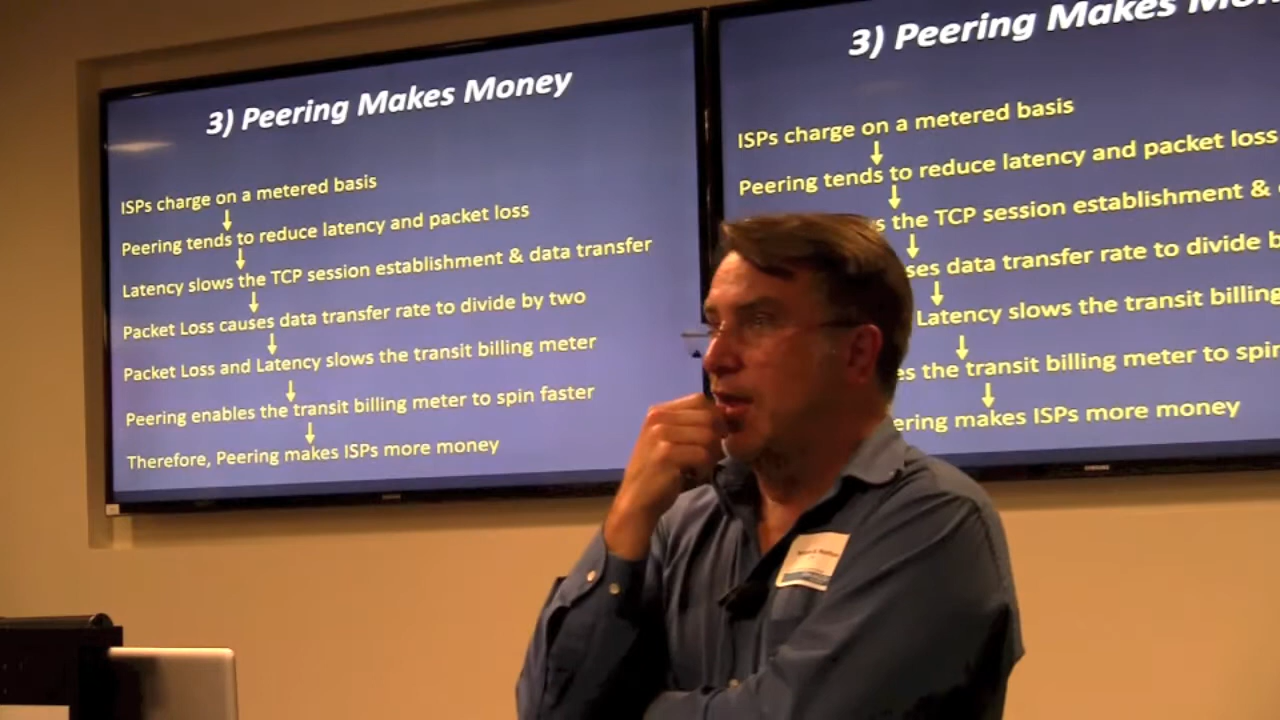 3) Peering Makes Money
ISPs charge on a metered basis
Peering tends to reduce latency and packet loss
Latency slows the TCP session establishment & data transfer
Packet Loss causes data transfer rate to divide by two
Packet Loss and Latency slows the transit billing meter
Peering enables the transit billing meter to spin faster
Therefore, Peering makes ISPs more money
3) Peering Makes
ISPs charge on a metered basis
Peering tends to reduce latency and packet loss
the TCP session establishment &
data transfer rate to divide
Latency slows the transit billing
the transit billing meter to
makes ISPs more money
SAMSUNG